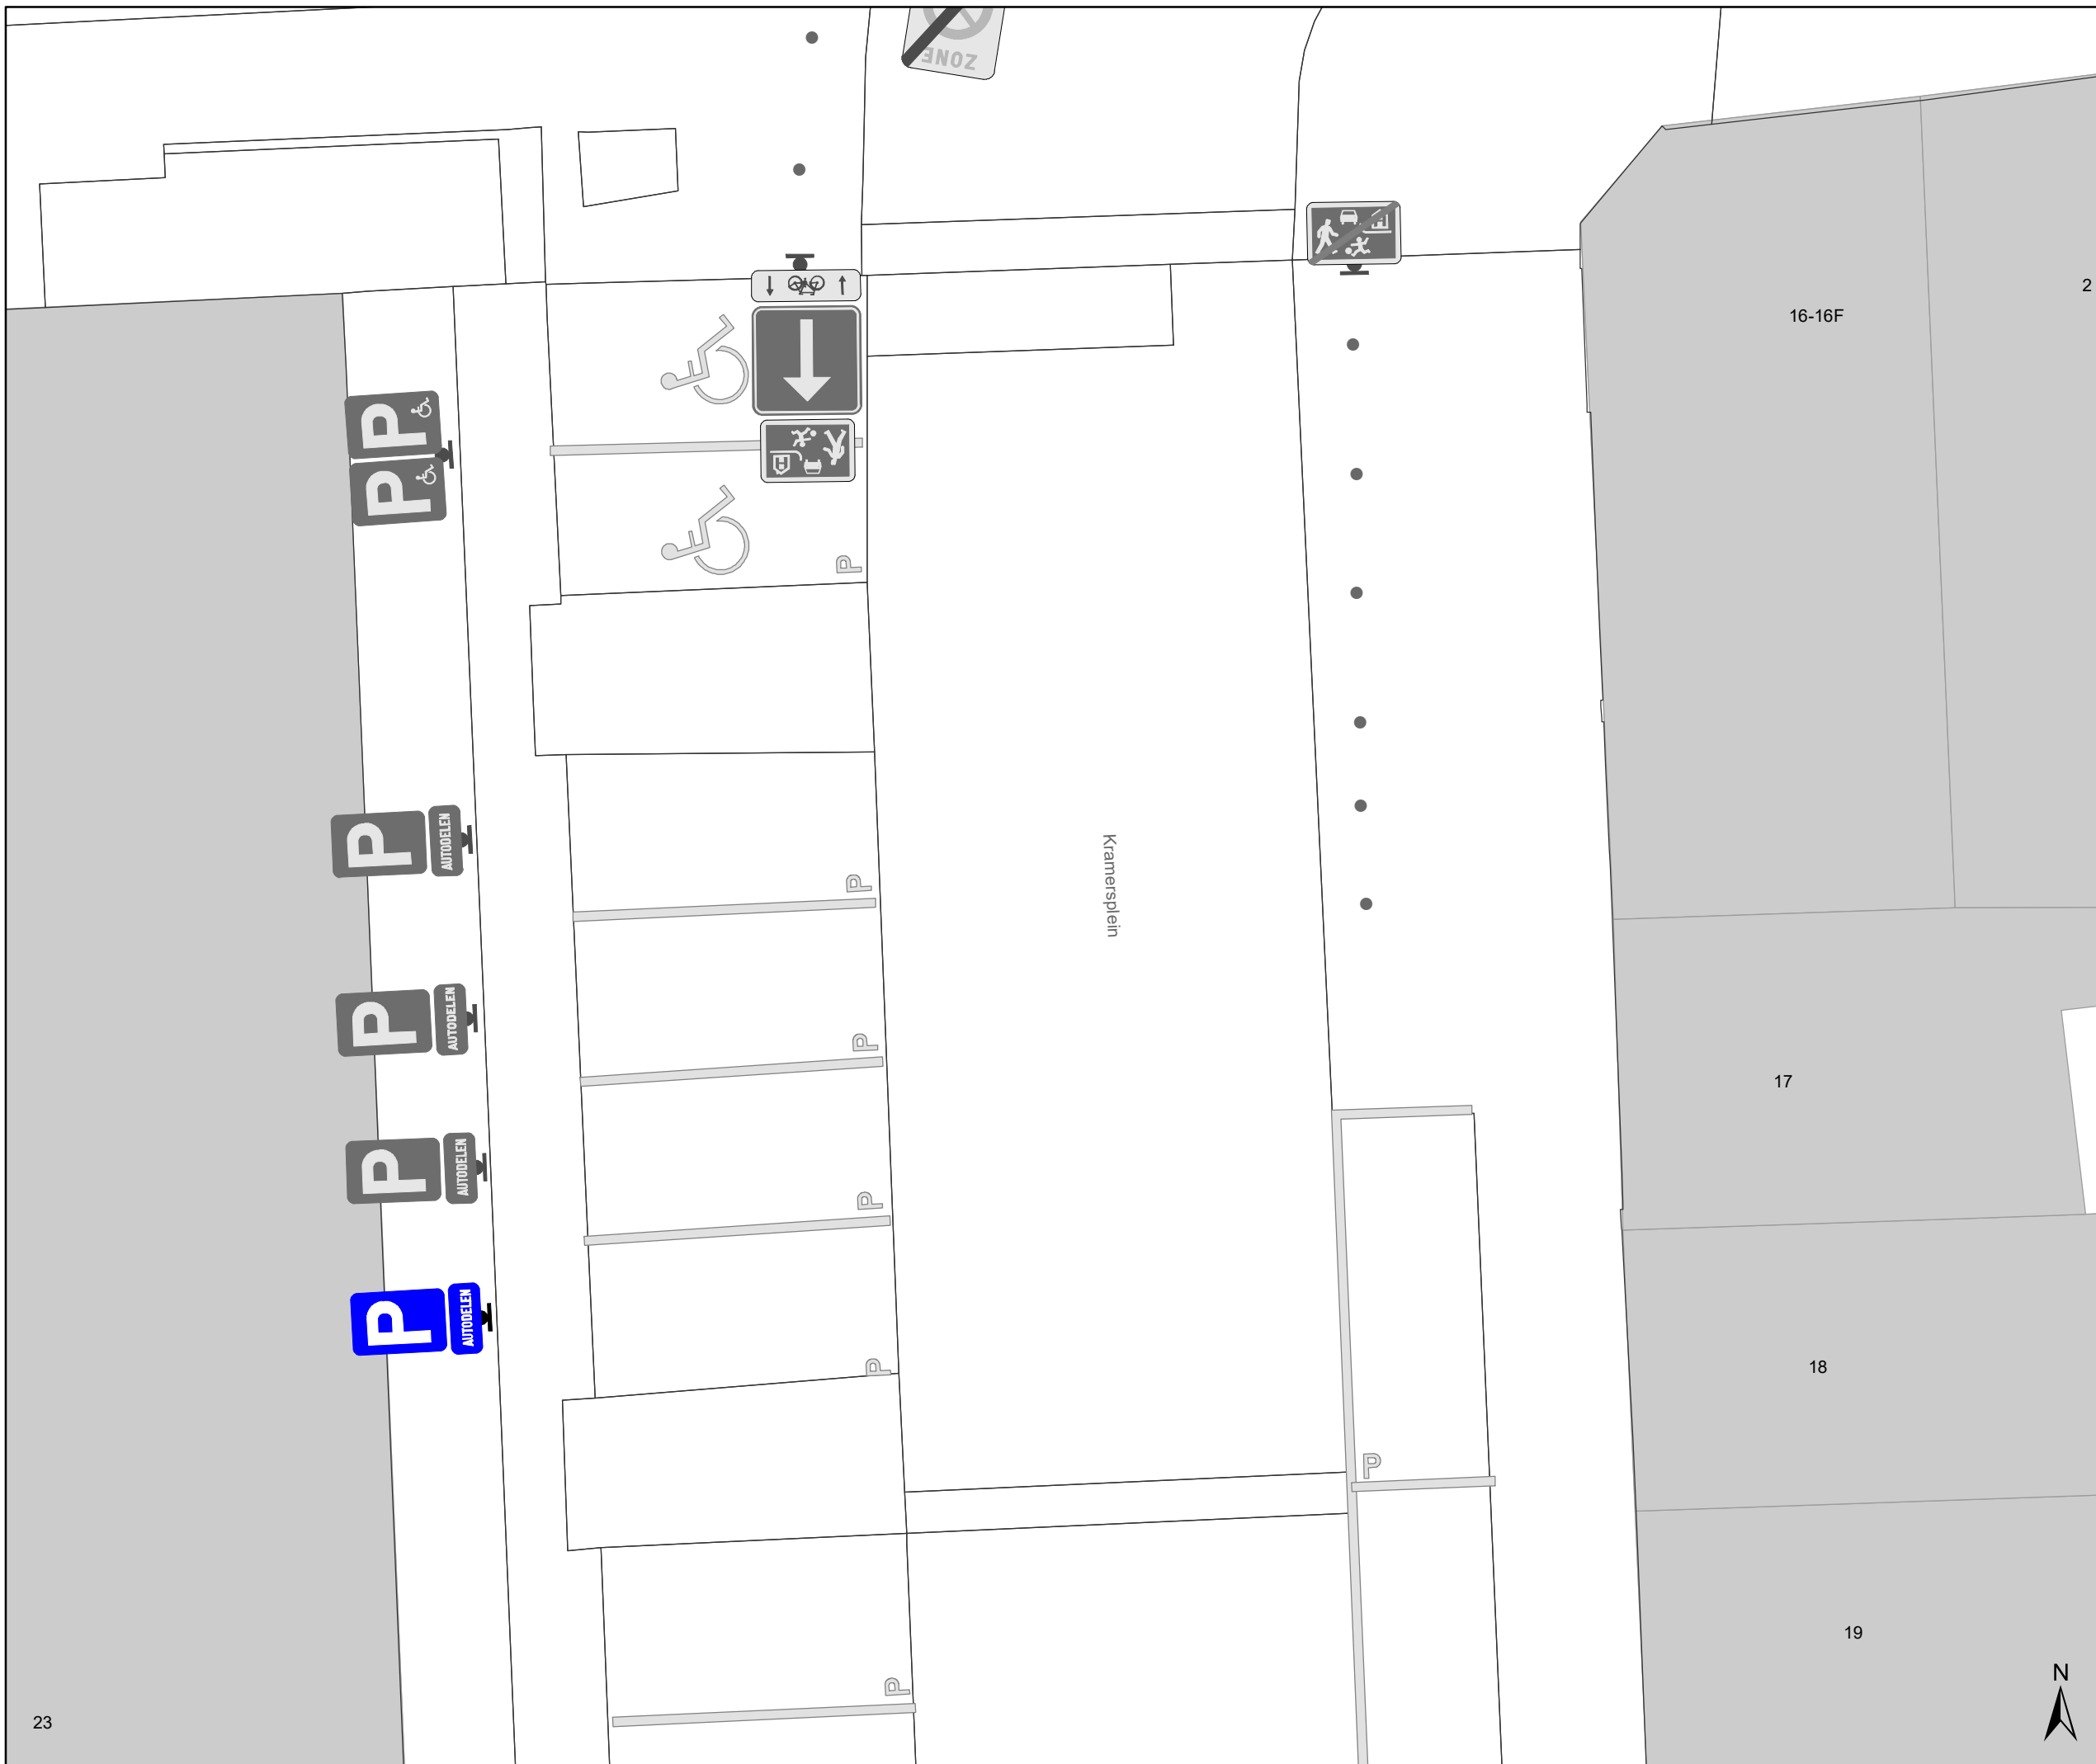 ZONE
2
16-16F
P
P
P
P
AUTODELEN
Kramersplein
P
P
AUTODELEN
P
17
P
AUTODELEN
P
P
AUTODELEN
P
18
P
19
P
N
23